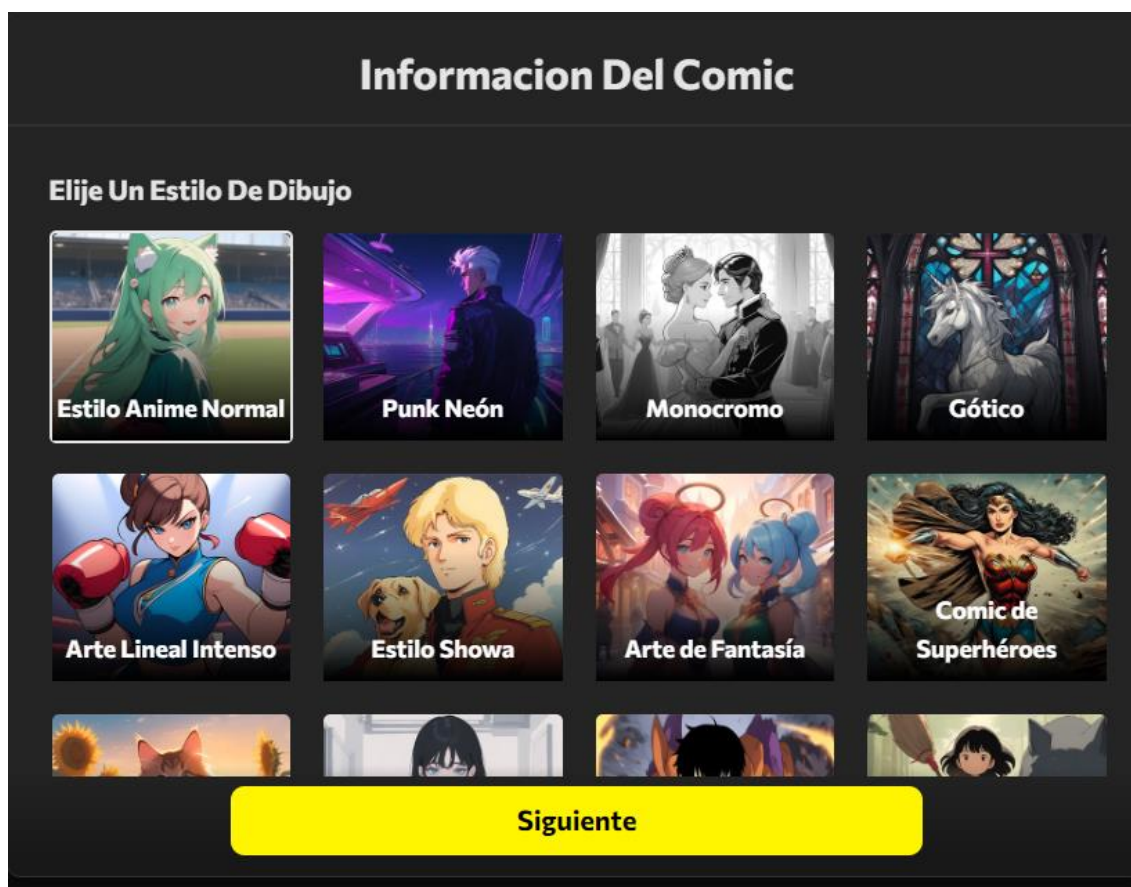 Informacion Del Comic
Elije Un Estilo De Dibujo
Estilo Anime Normal
Punk Neón
Monocromo
Gótico
Arte Lineal Intenso
Estilo Showa
Arte de Fantasía
Comic de
Superhéroes
Siguiente